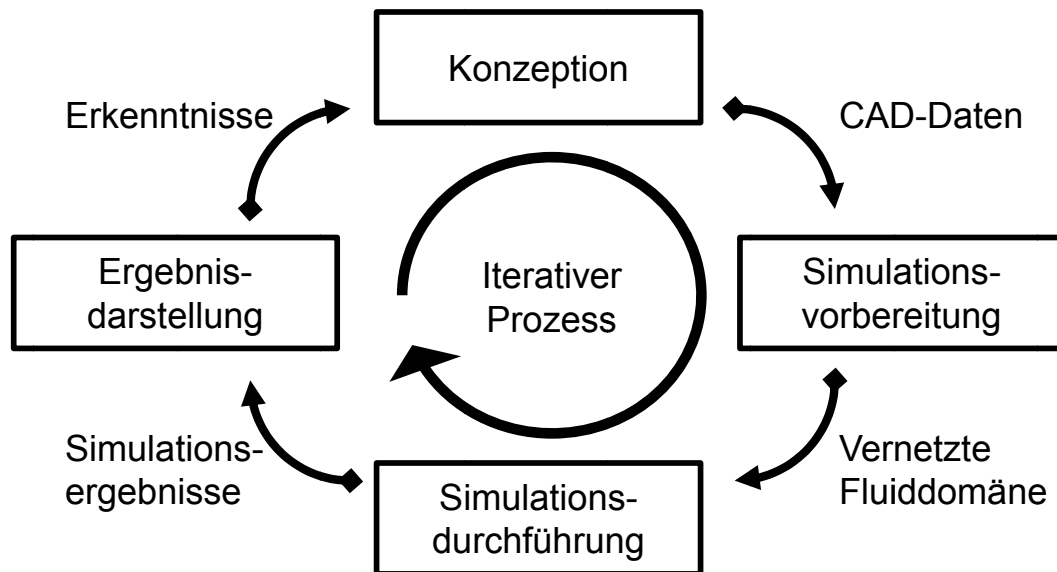 Konzeption
Erkenntnisse
CAD-Daten
Ergebnis-
darstellung
Iterativer
Prozess
Simulations-
vorbereitung
Simulations-
ergebnisse
Simulations-
durchführung
Vernetzte
Fluiddomäne